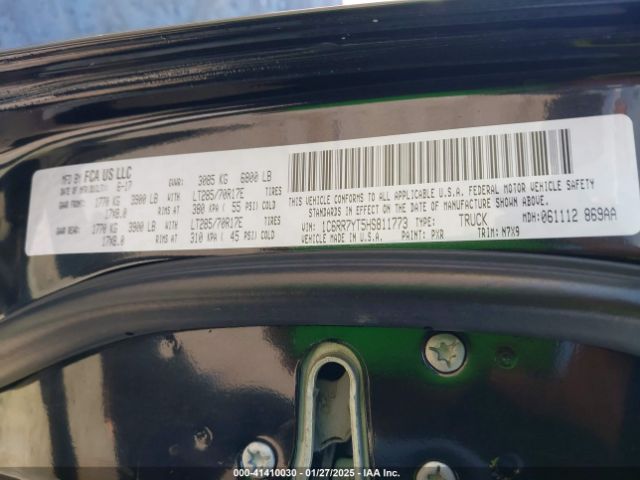 MFD BY FCA US LLC
DATE OF MFR(BUILT): 6-17 GVWR: 3085 KG 6800 LB
GAWR FRONT: 1770 KG 3900 LB WITH LT285/70R17E TIRES
17X8.0 RIMS AT 380 KPA ( 55 PSI) COLD
GAWR REAR: 1770 KG 3900 LB WITH LT285/70R17E TIRES
17X8.0 RIMS AT 310 KPA ( 45 PSI) COLD
THIS VEHICLE CONFORMS TO ALL APPLICABLE U.S.A. FEDERAL MOTOR VEHICLE SAFETY
STANDARDS IN EFFECT ON THE DATE OF MANUFACTURE SHOWN ABOVE.
VIN: 1C6RR7YT5HS811773 TYPE: TRUCK MDH: 061112 869AA
VEHICLE MADE IN U.S.A. PAINT: PXR TRIM: N7X9
000-41410030 — 01/27/2025 — IAA Inc.